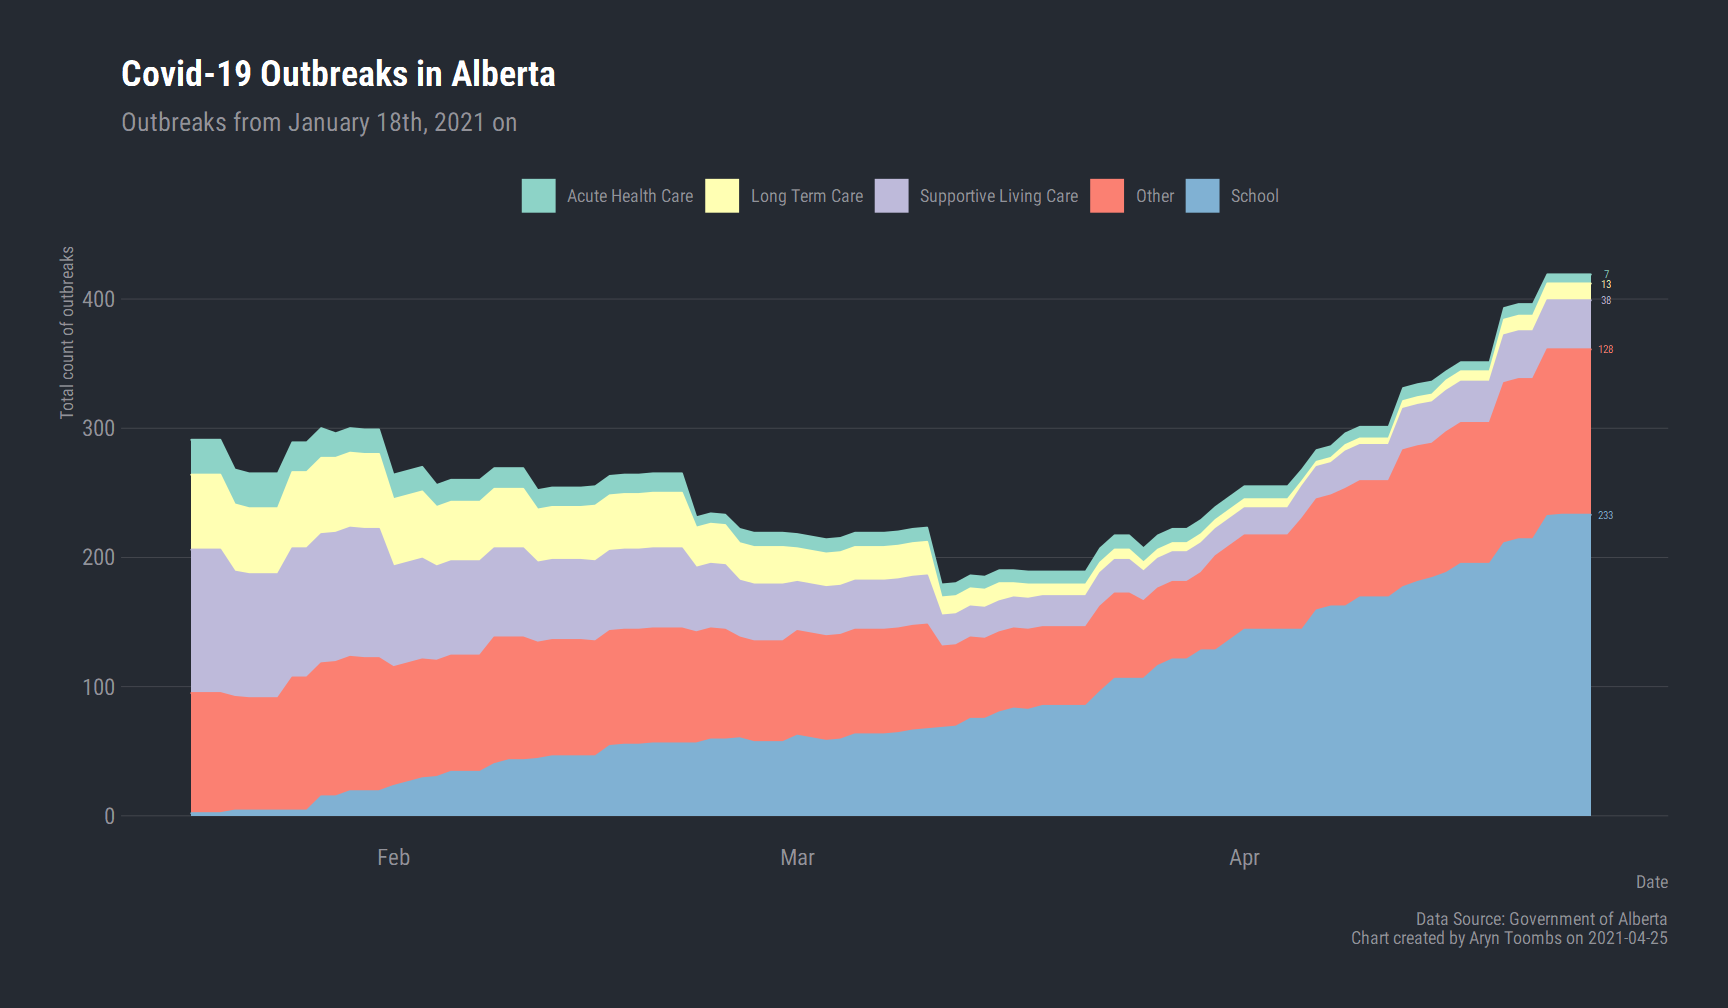 Covid-19 Outbreaks in Alberta
Outbreaks from January 18th, 2021 on
Acute Health Care
Long Term Care
Supportive Living Care
Other
School
Total count of outbreaks
400
300
200
100
0
7
13
38
128
233
Feb
Mar
Apr
Date
Data Source: Government of Alberta
Chart created by Aryn Toombs on 2021-04-25